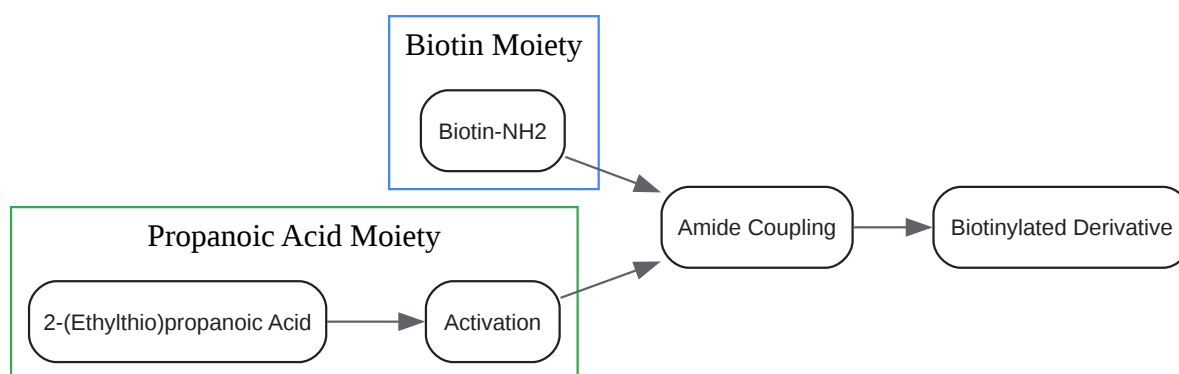 Biotin Moiety
Biotin-NH2
Propanoic Acid Moiety
2-(Ethylthio)propanoic Acid
Activation
Amide Coupling
Biotinylated Derivative